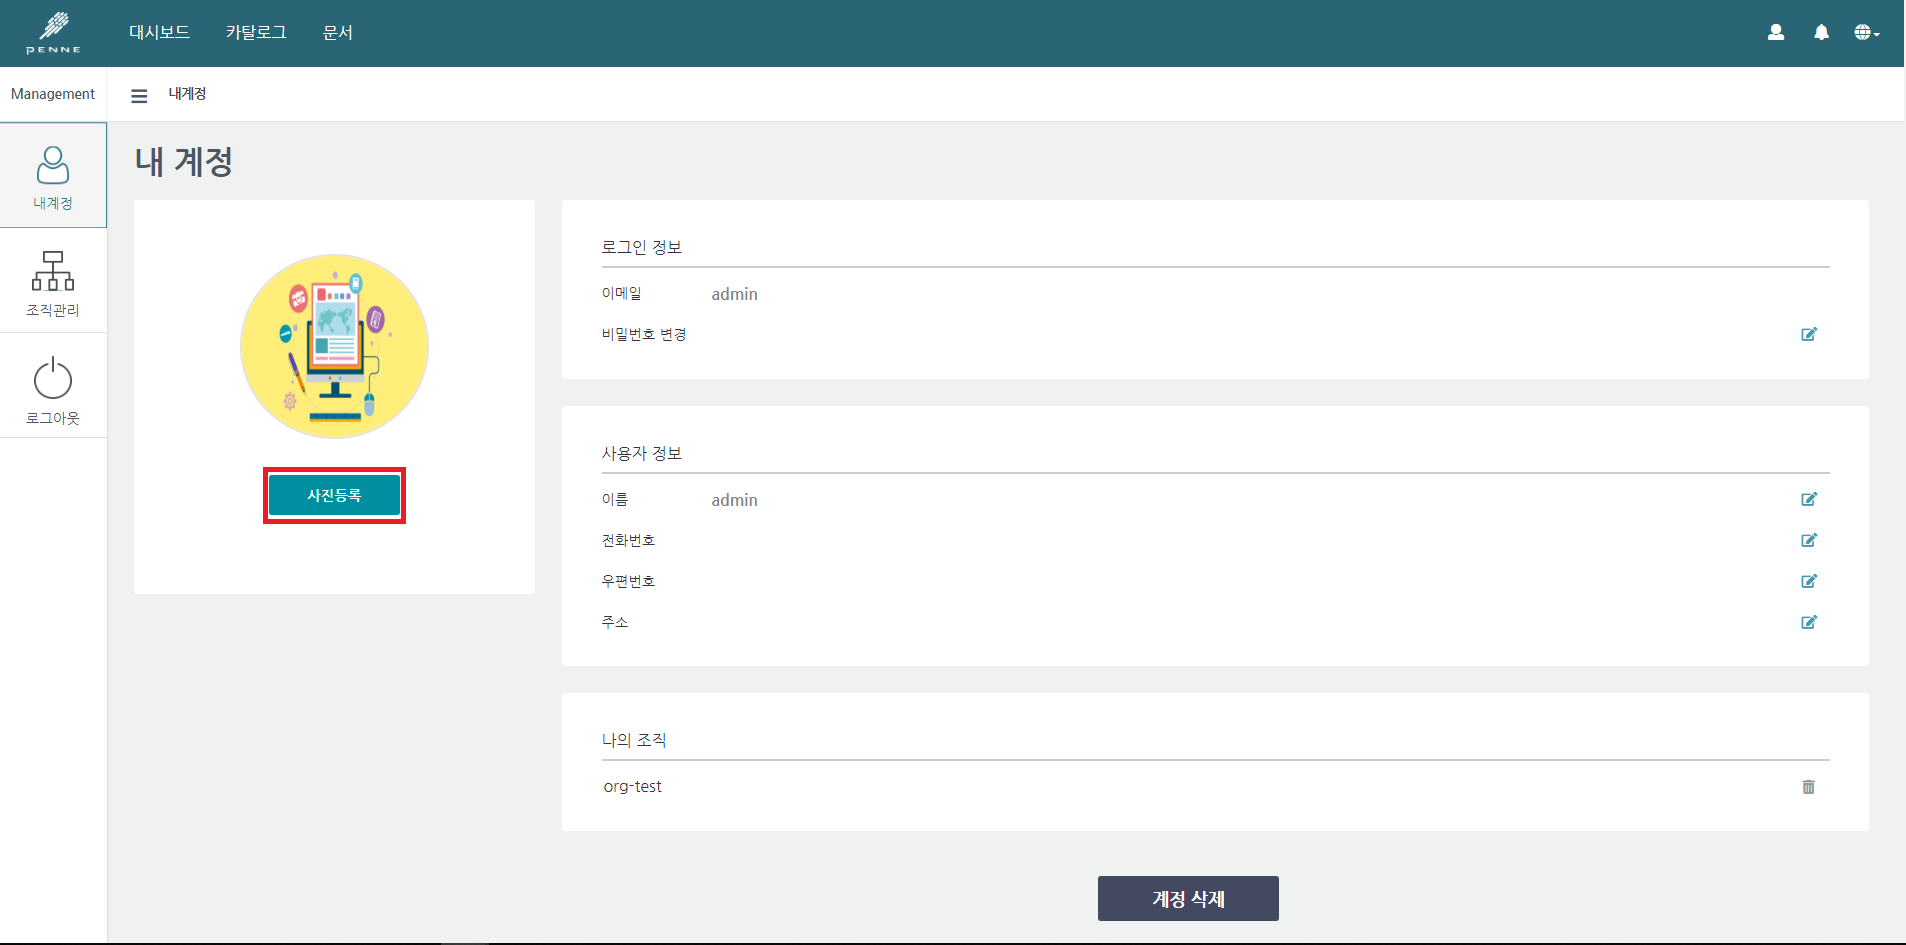 PENNE
대시보드 카탈로그 문서
Management
내계정
내계정
조직관리
로그아웃
내 계정
사진등록
로그인 정보
이메일 admin
비밀번호 변경
사용자 정보
이름 admin
전화번호
우편번호
주소
나의 조직
org-test
계정 삭제